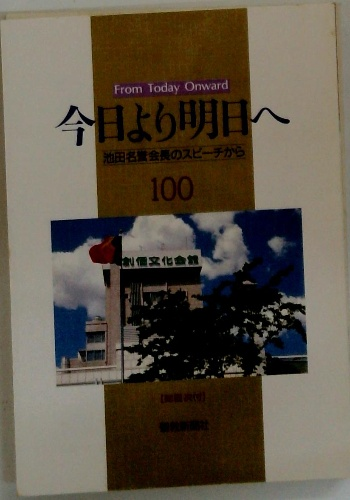 From Today Onward
今日より明日へ
池田名誉会長のスピーチから
100
創価文化会館
聖教新聞社